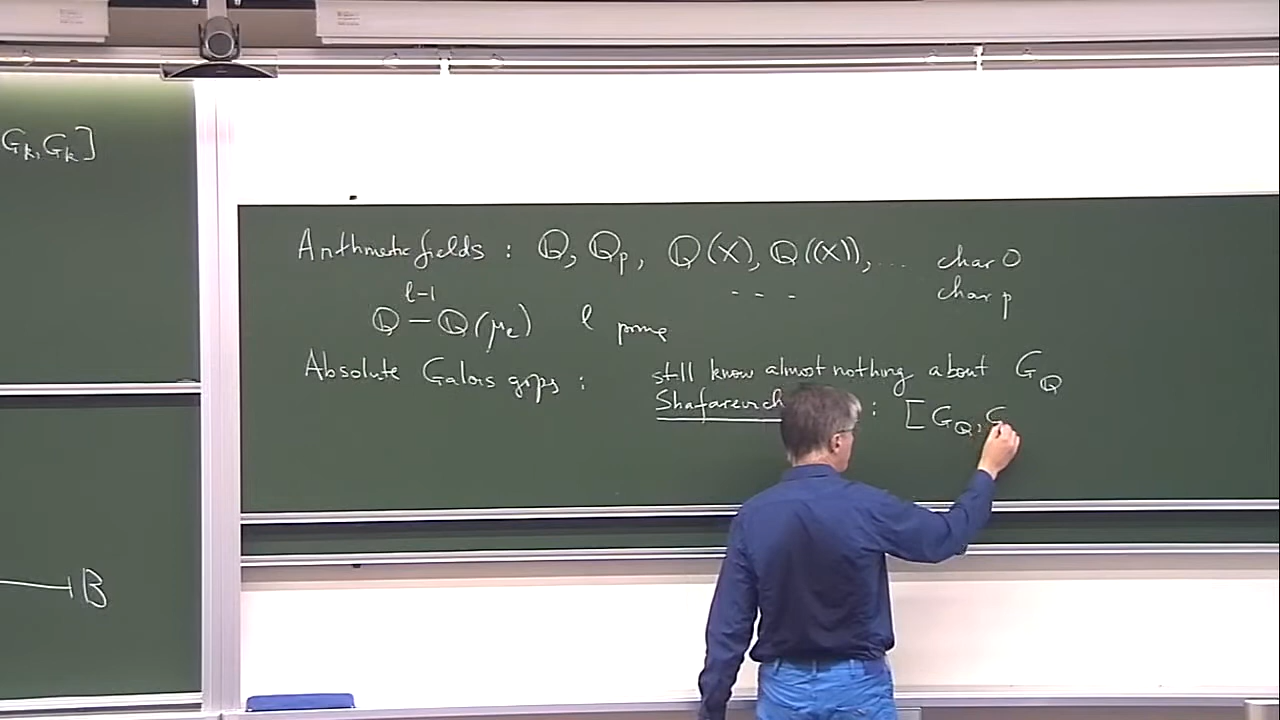 G_k, G_k]
B
Arithmetic fields : ℚ, ℚ_p, ℚ(X), ℚ((X)), ... char 0
- - - char p
ℓ-1
ℚ — ℚ(μ_ℓ) ℓ prime
Absolute Galois gps : still know almost nothing about G_ℚ
Shafarevich : [G_ℚ, G